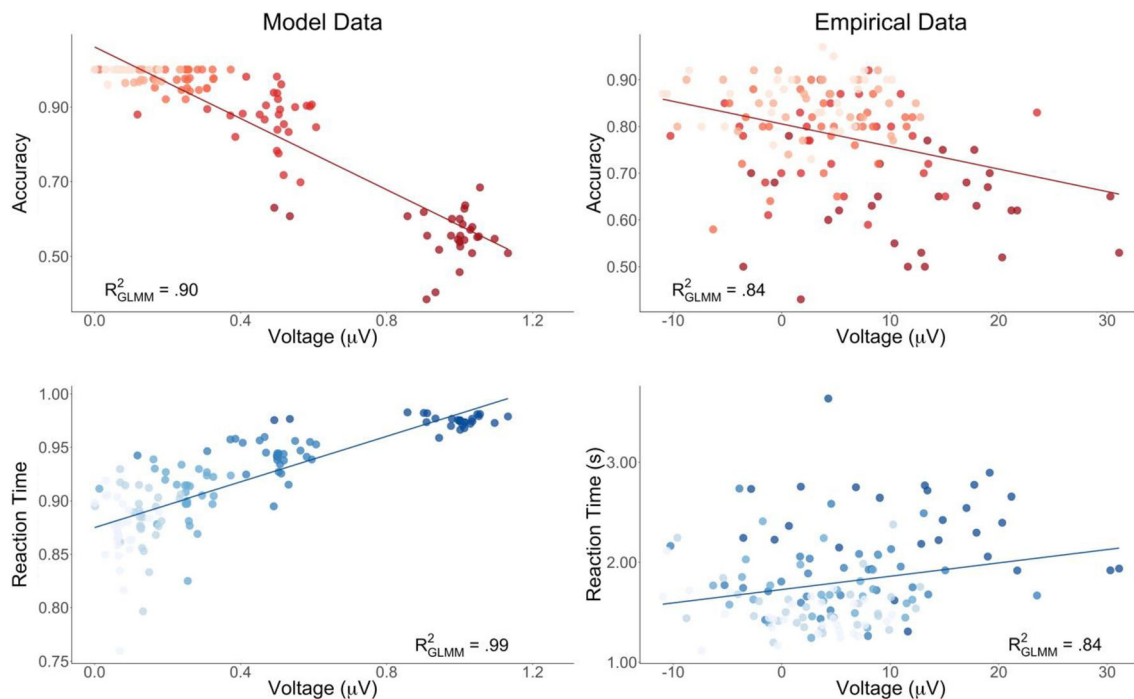 Model Data
Accuracy
0.90
0.70
0.50
R²GLMM = .90
0.0
0.4
0.8
1.2
Voltage (μV)
Empirical Data
Accuracy
0.90
0.80
0.70
0.60
0.50
R²GLMM = .84
-10
0
10
20
30
Voltage (μV)
Reaction Time
1.00
0.95
0.90
0.85
0.80
0.75
R²GLMM = .99
0.0
0.4
0.8
1.2
Voltage (μV)
Reaction Time (s)
3.00
2.00
1.00
R²GLMM = .84
-10
0
10
20
30
Voltage (μV)